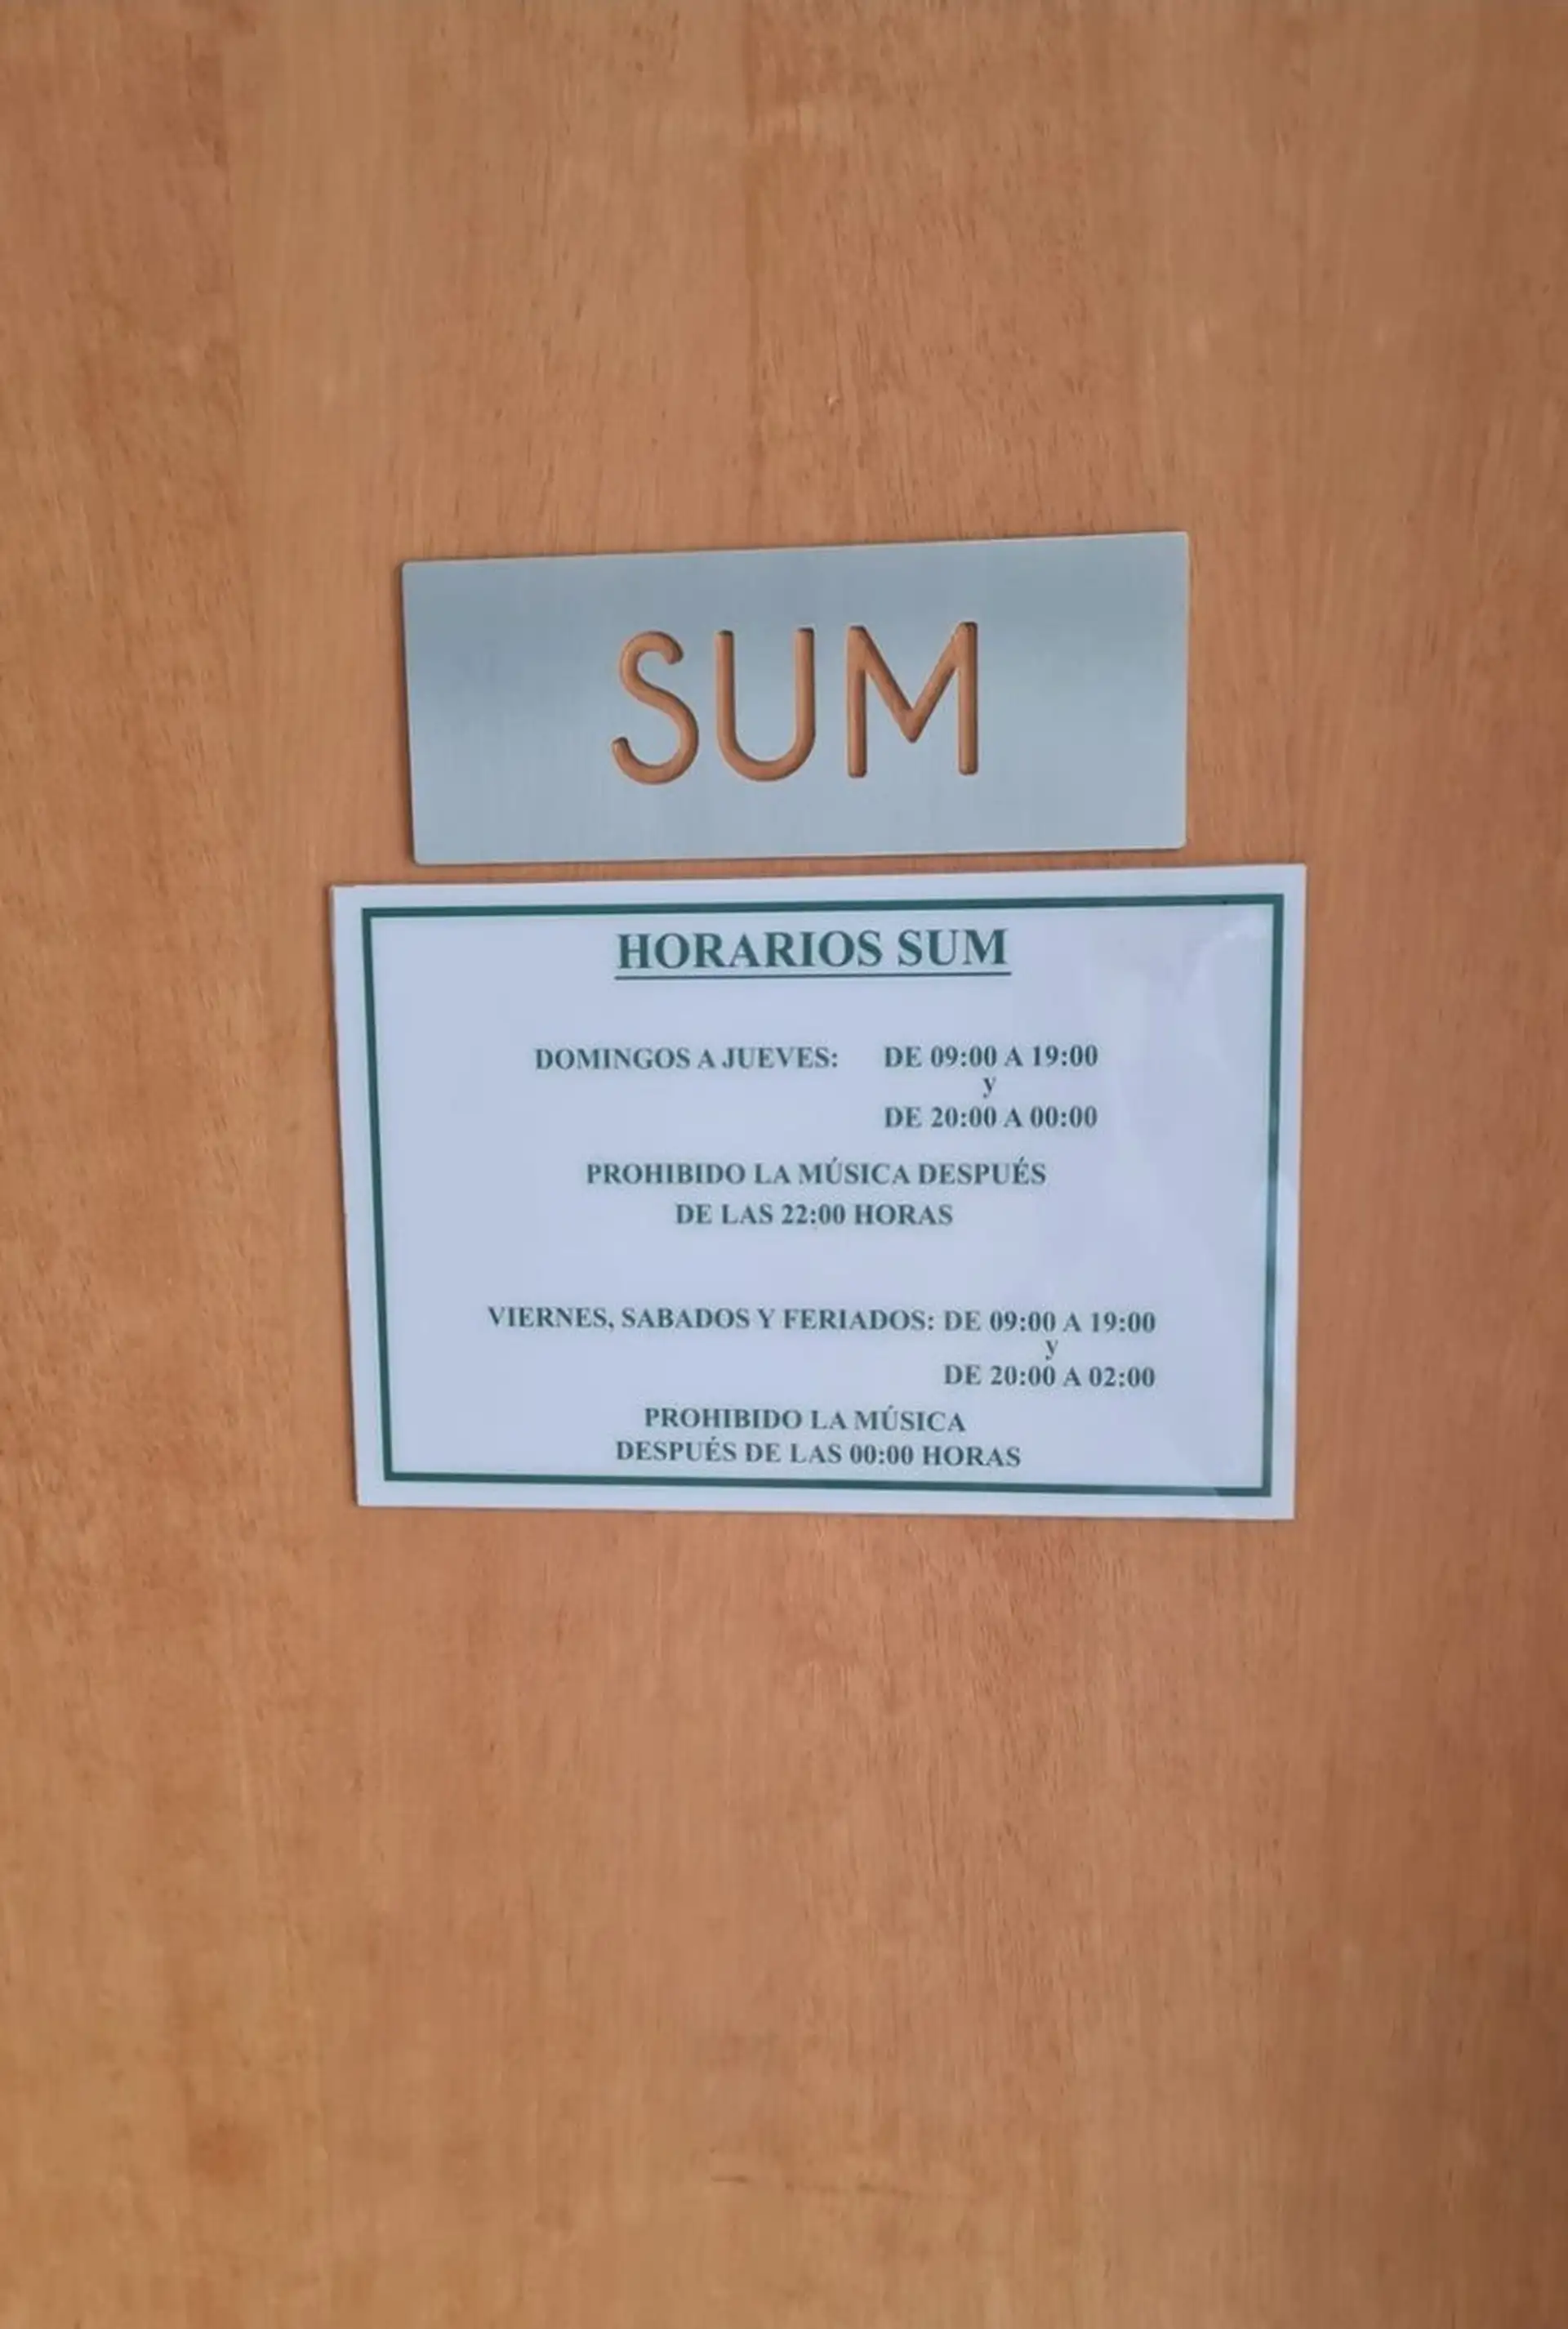 SUM
HORARIOS SUM
DOMINGOS A JUEVES: DE 09:00 A 19:00
y
DE 20:00 A 00:00
PROHIBIDO LA MÚSICA DESPUÉS
DE LAS 22:00 HORAS
VIERNES, SABADOS Y FERIADOS: DE 09:00 A 19:00
y
DE 20:00 A 02:00
PROHIBIDO LA MÚSICA
DESPUÉS DE LAS 00:00 HORAS